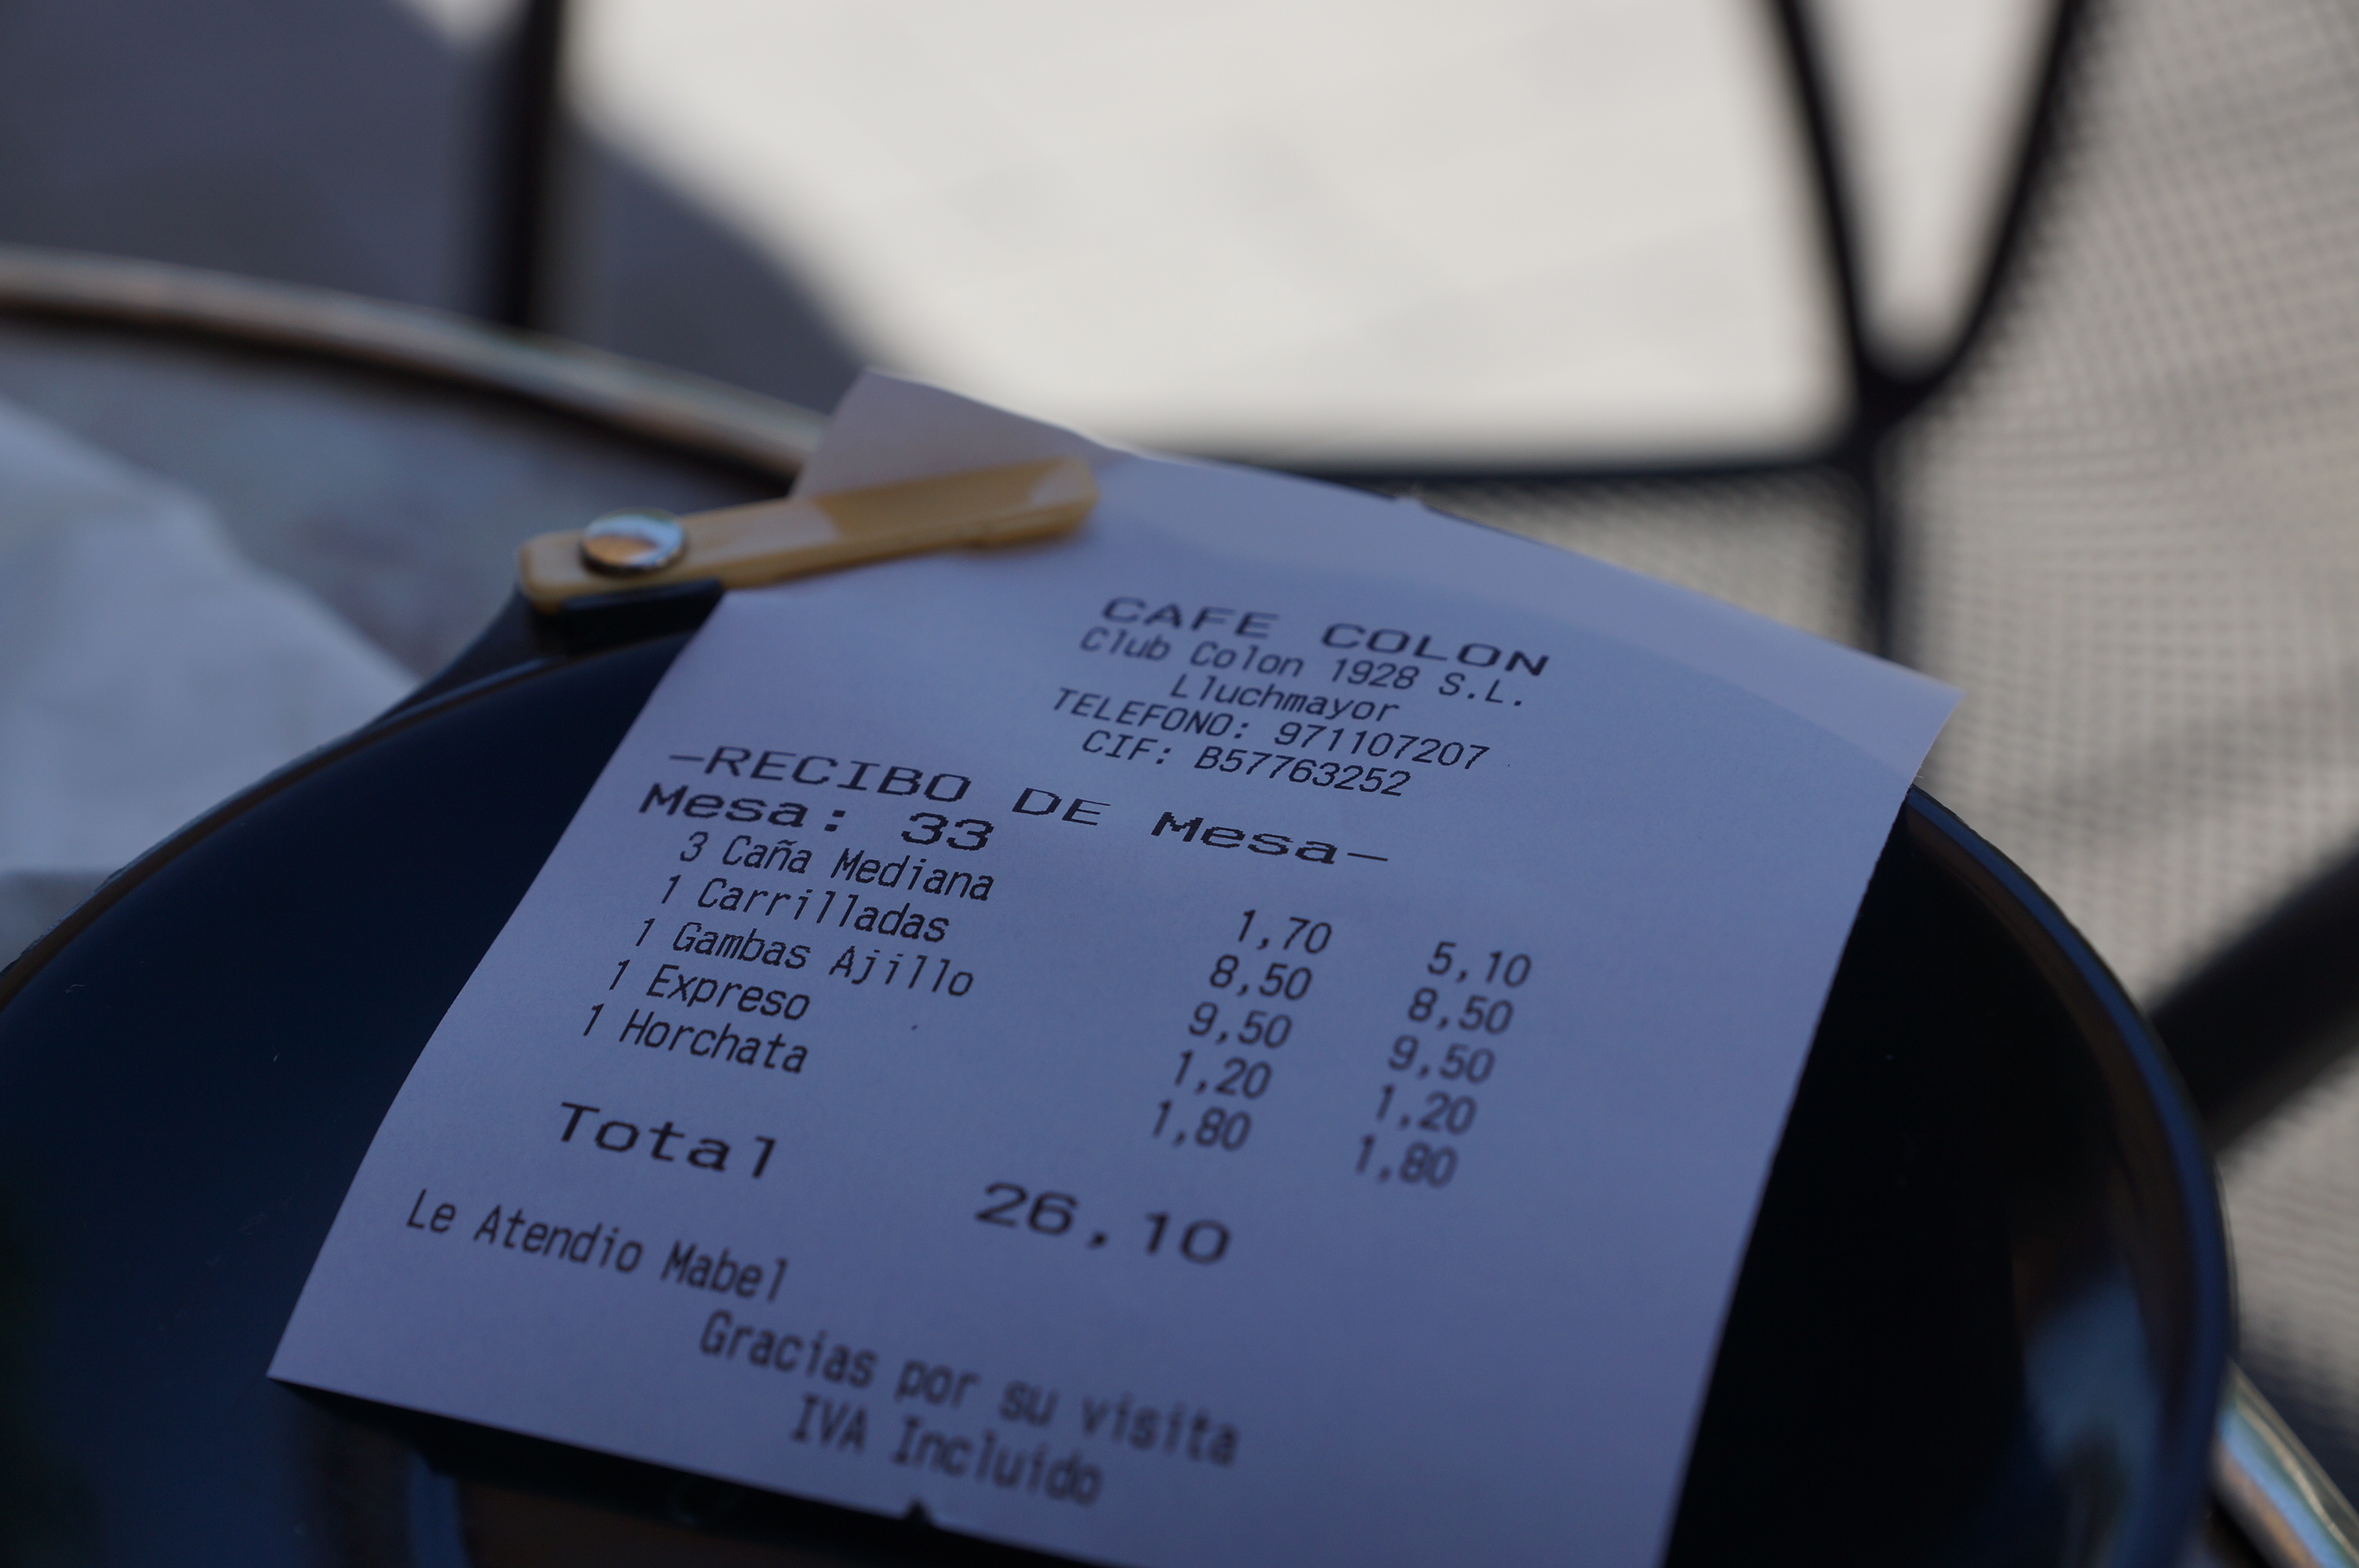 CAFE COLON
Club Colon 1928 S.L.
Lluchmayor
TELEFONO: 971107207
CIF: B57763252
-RECIBO DE Mesa-
Mesa: 33
3 Caña Mediana 1,70 5,10
1 Carrilladas 8,50 8,50
1 Gambas Ajillo 9,50 9,50
1 Expreso 1,20 1,20
1 Horchata 1,80 1,80
Total 26,10
Le Atendio Mabel
Gracias por su visita
IVA Incluido